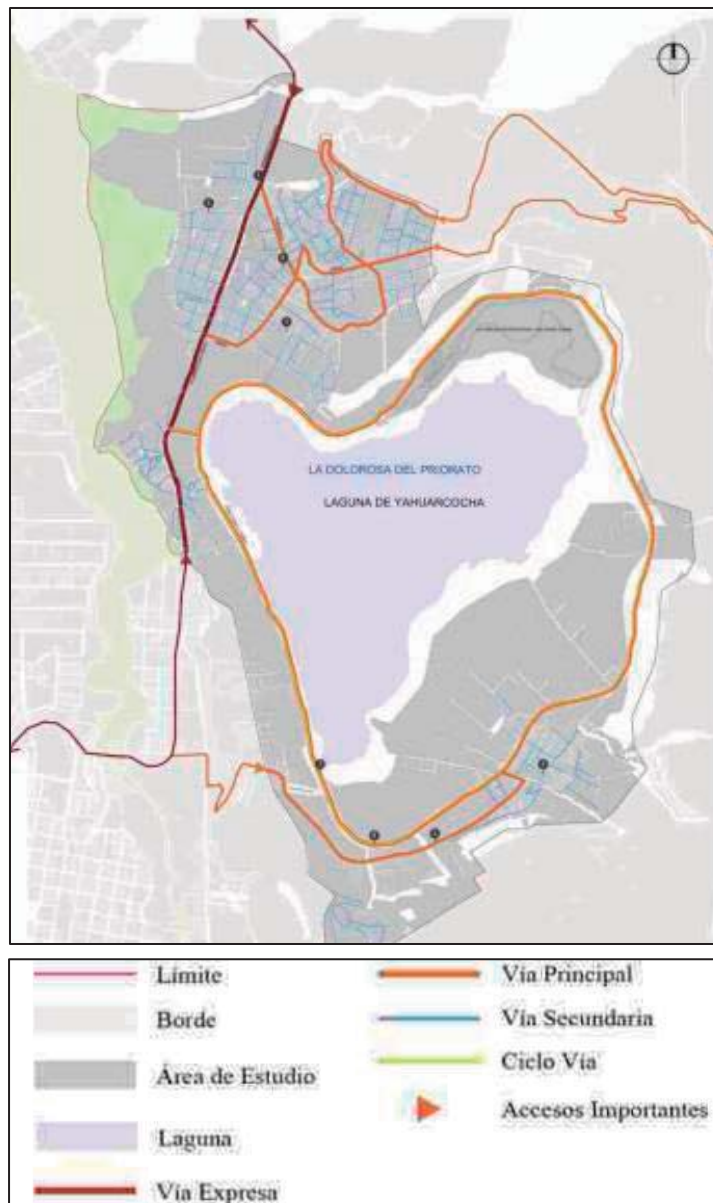 LA DOLOROSA DEL PRIORATO
LAGUNA DE YAHUARCOCHA
Límite
Borde
Área de Estudio
Laguna
Vía Expresa
Vía Principal
Vía Secundaria
Ciclo Vía
Accesos Importantes